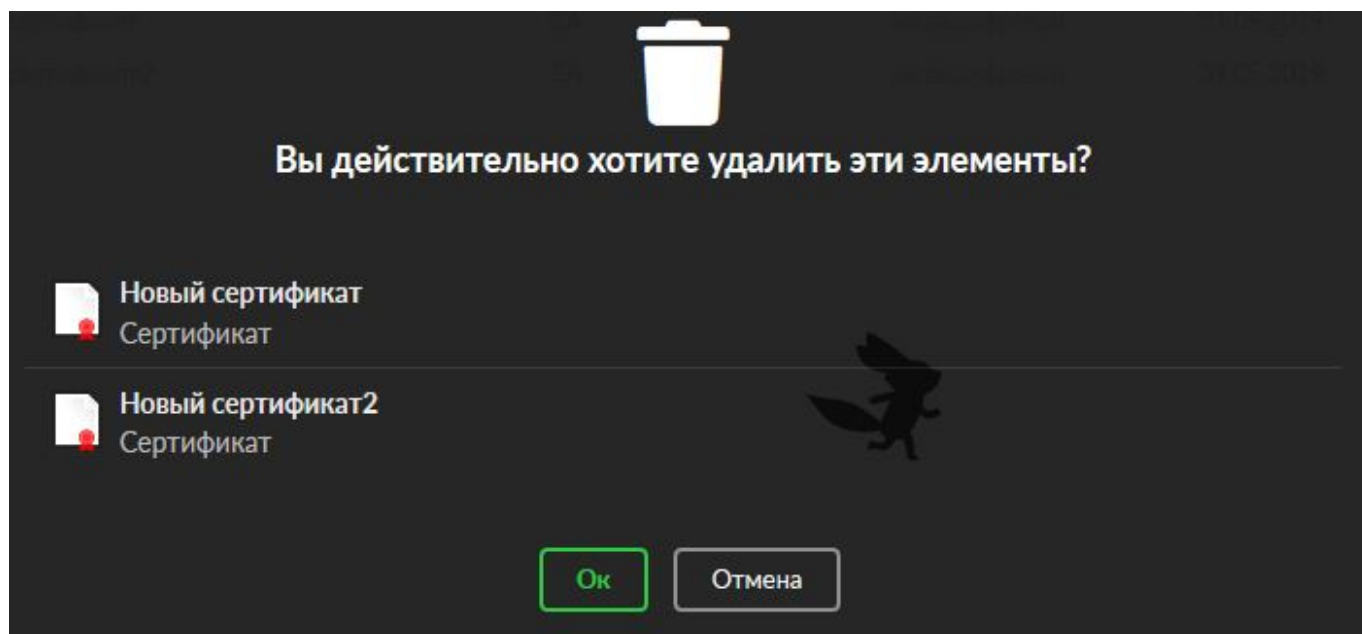 Вы действительно хотите удалить эти элементы?
Новый сертификат
Сертификат
Новый сертификат2
Сертификат
Ок
Отмена